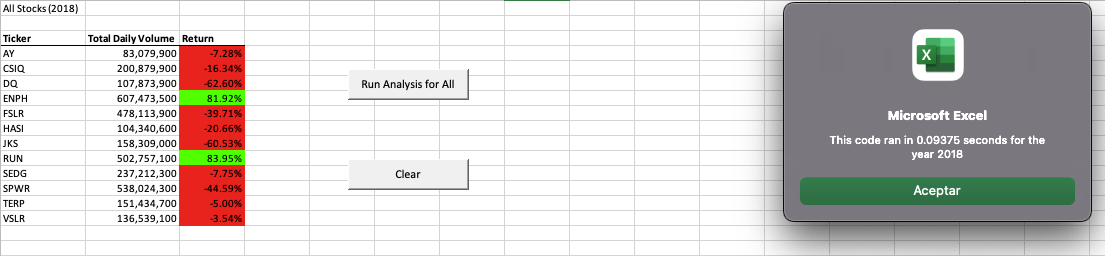 All Stocks (2018)
Ticker Total Daily Volume Return
AY 83,079,900 -7.28%
CSIQ 200,879,900 -16.34%
DQ 107,873,900 -62.60%
ENPH 607,473,500 81.92%
FSLR 478,113,900 -39.71%
HASI 104,340,600 -20.66%
JKS 158,309,000 -60.53%
RUN 502,757,100 83.95%
SEDG 237,212,300 -7.75%
SPWR 538,024,300 -44.59%
TERP 151,434,700 -5.00%
VSLR 136,539,100 -3.54%
Run Analysis for All
Clear
X
Microsoft Excel
This code ran in 0.09375 seconds for the
year 2018
Aceptar